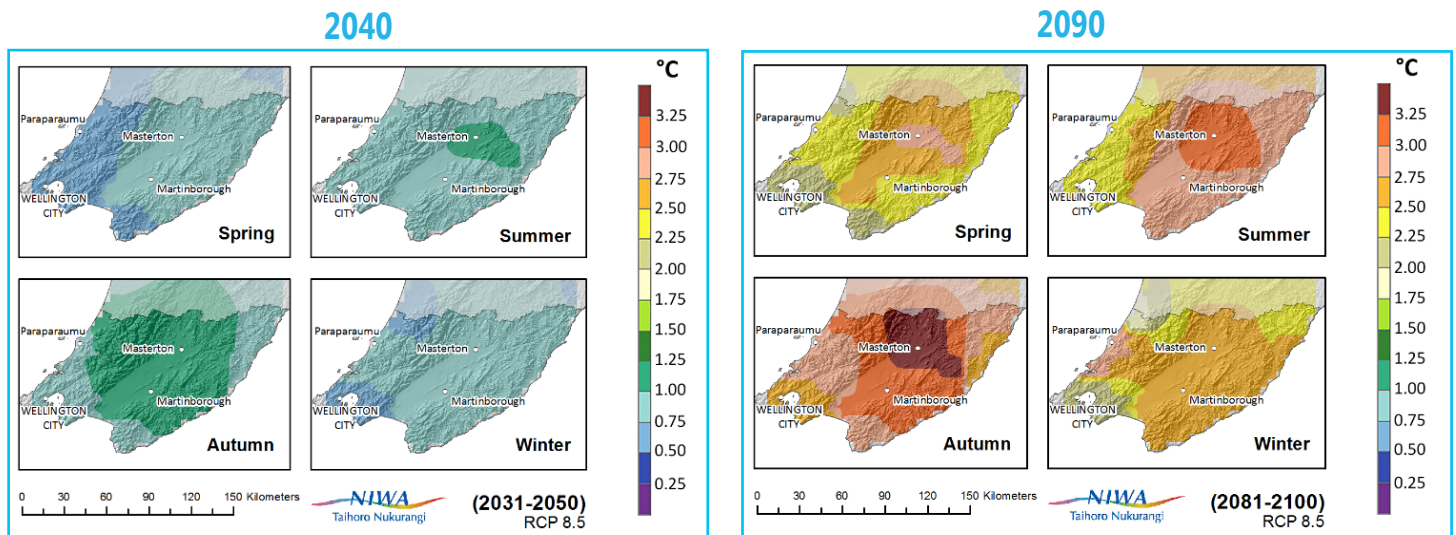 2040
Paraparaumu
Masterton
WELLINGTON
CITY
Martinborough
Spring
Paraparaumu
Masterton
WELLINGTON
CITY
Martinborough
Summer
Paraparaumu
Masterton
WELLINGTON
CITY
Martinborough
Autumn
Paraparaumu
Masterton
WELLINGTON
CITY
Martinborough
Winter
°C
3.25
3.00
2.75
2.50
2.25
2.00
1.75
1.50
1.25
1.00
0.75
0.50
0.25
0 30 60 90 120 150 Kilometers
NIWA
Taihoro Nukurangi
(2031-2050)
RCP 8.5
2090
Paraparaumu
Masterton
WELLINGTON
CITY
Martinborough
Spring
Paraparaumu
Masterton
WELLINGTON
CITY
Martinborough
Summer
Paraparaumu
Masterton
WELLINGTON
CITY
Martinborough
Autumn
Paraparaumu
Masterton
WELLINGTON
CITY
Martinborough
Winter
°C
3.25
3.00
2.75
2.50
2.25
2.00
1.75
1.50
1.25
1.00
0.75
0.50
0.25
0 30 60 90 120 150 Kilometers
NIWA
Taihoro Nukurangi
(2081-2100)
RCP 8.5